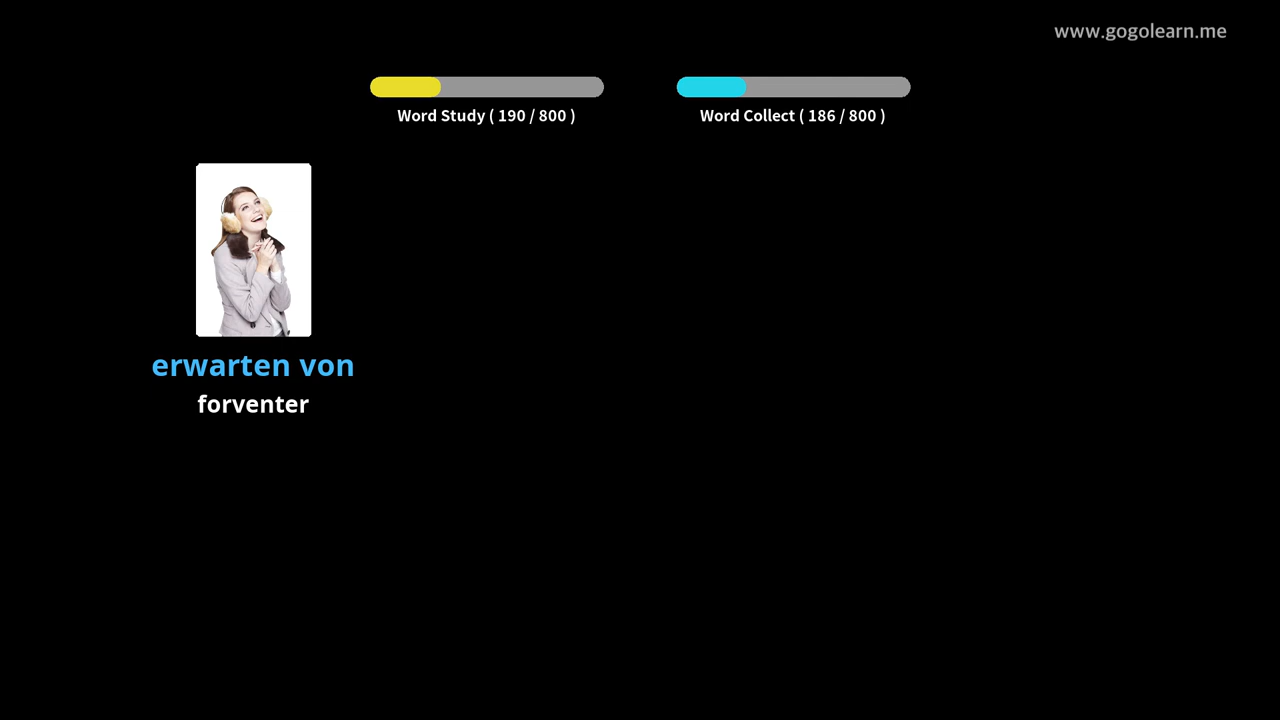 www.gogolearn.me
Word Study ( 190 / 800 )
Word Collect ( 186 / 800 )
erwarten von
forventer